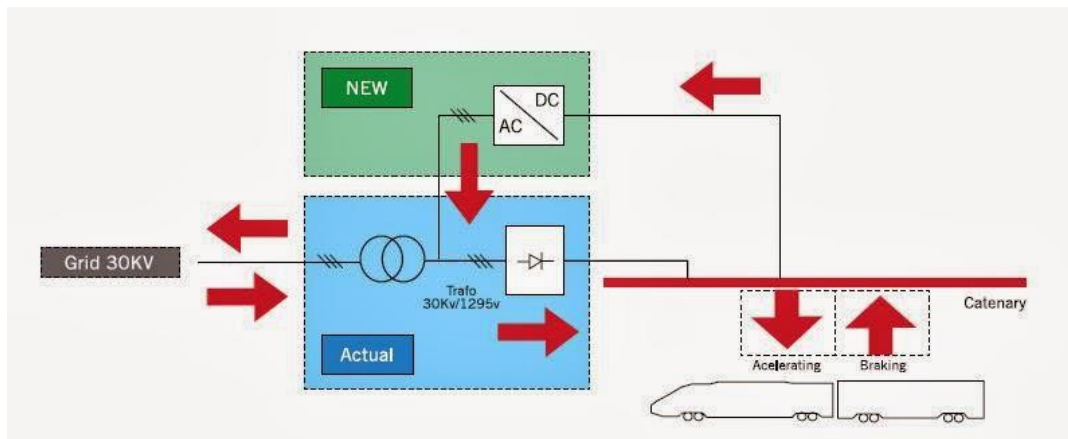 NEW
DC
AC
Grid 30KV
Trafo
30Kv/1295v
Actual
Catenary
Acelerating
Braking